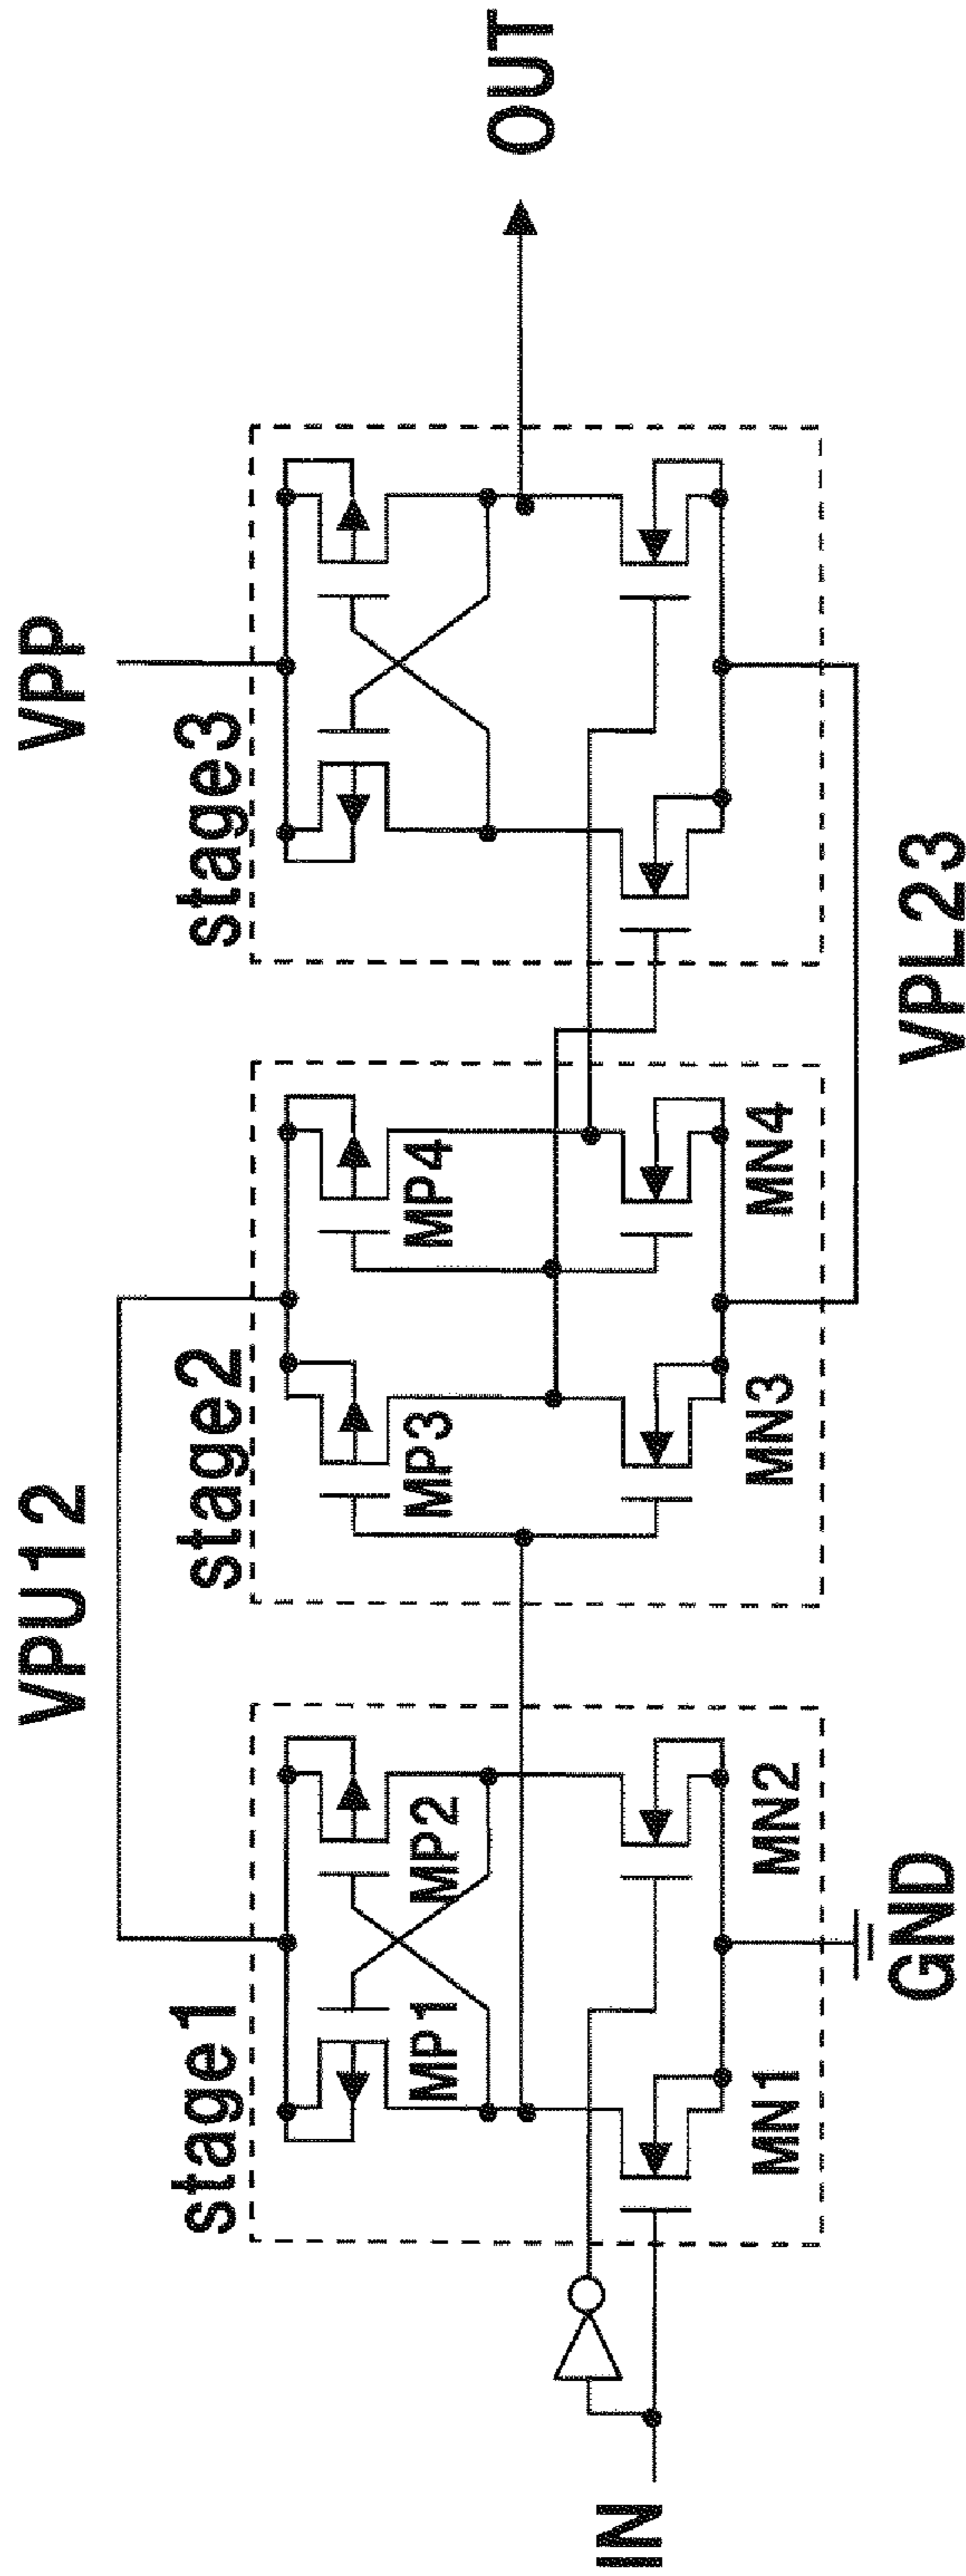 VPU12
VPP
stage1
stage2
stage3
MP1
MP2
MP3
MP4
OUT
IN
MN1
MN2
MN3
MN4
GND
VPL23